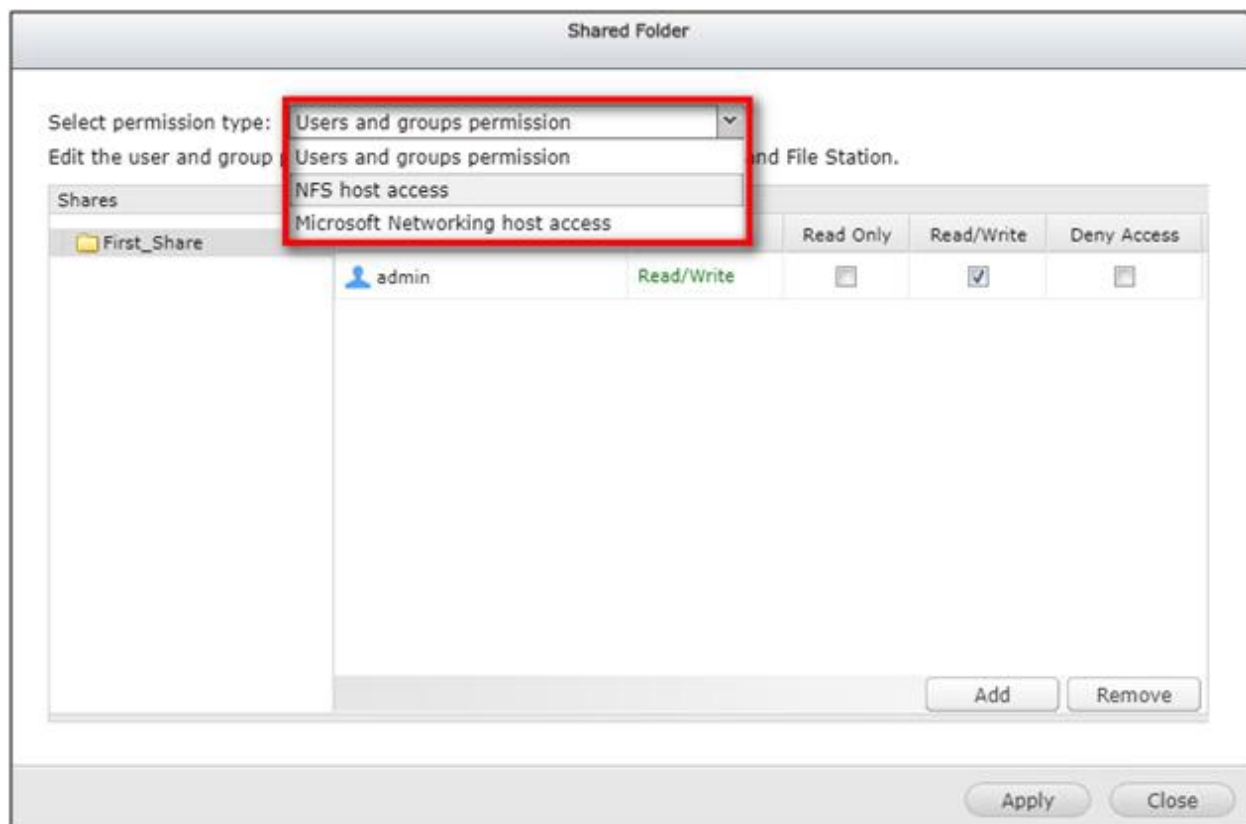 Shared Folder
Select permission type: Users and groups permission
Edit the user and group Users and groups permission and File Station.
NFS host access
Shares
Microsoft Networking host access
First_Share
Read Only Read/Write Deny Access
admin Read/Write
Add Remove
Apply Close